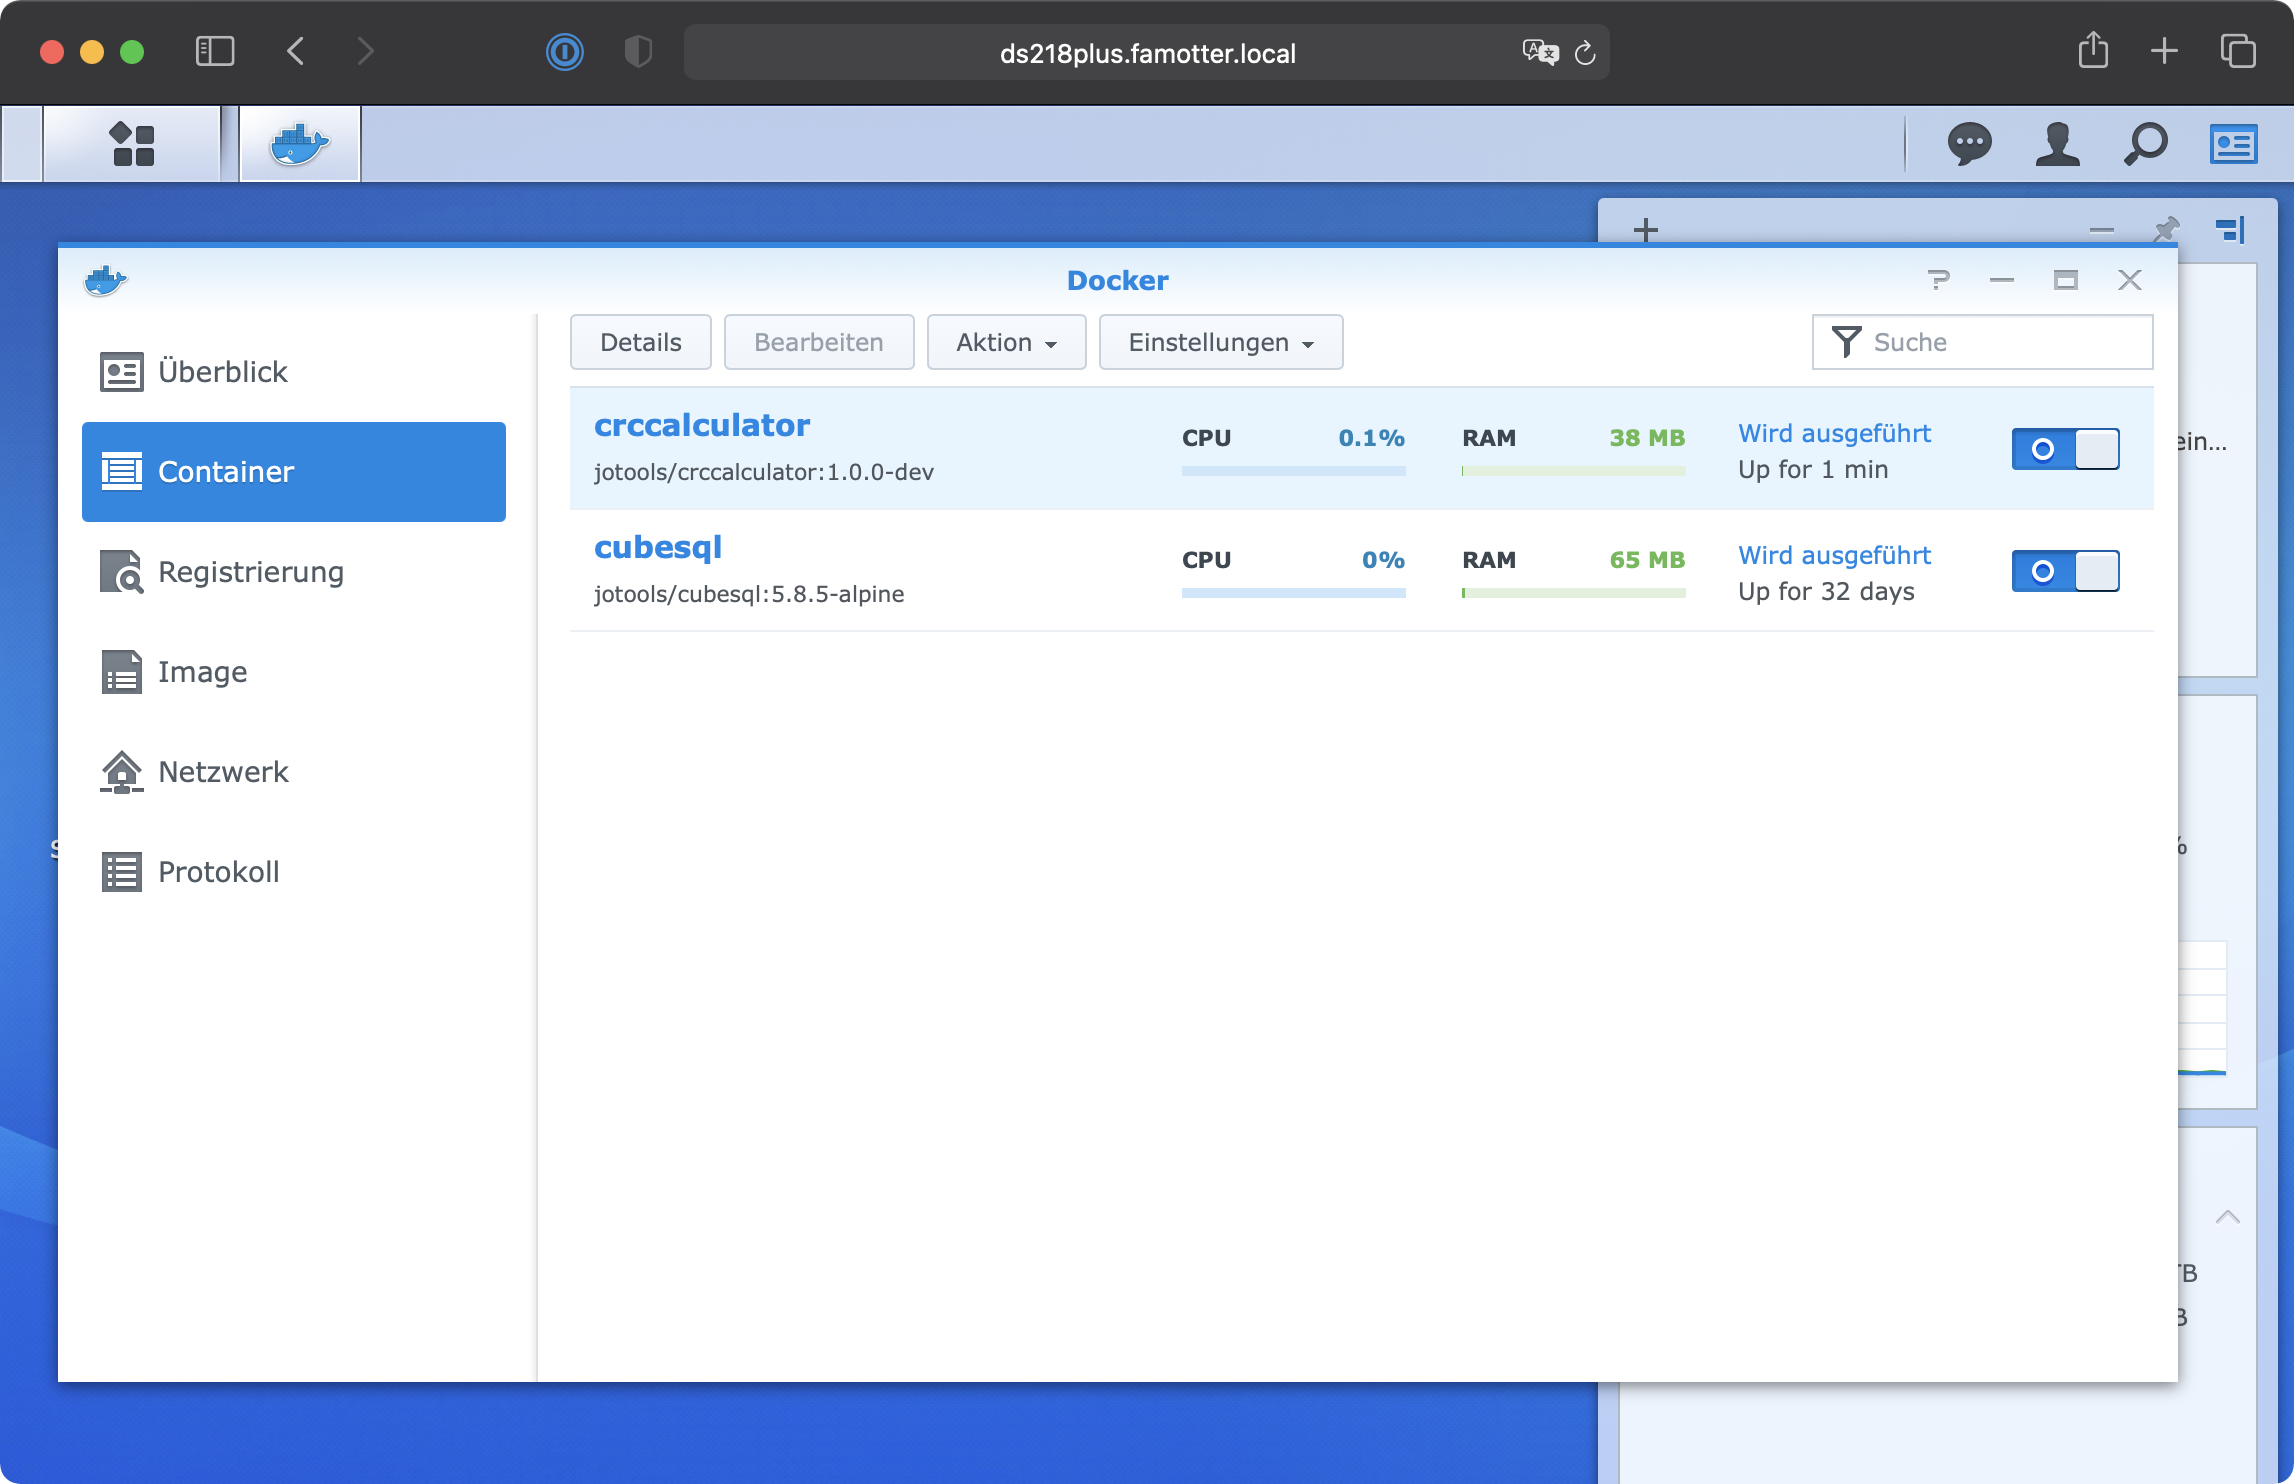 ds218plus.famotter.local
Docker
Überblick
Container
Registrierung
Image
Netzwerk
Protokoll
Details
Bearbeiten
Aktion
Einstellungen
Suche
crccalculator
jotools/crccalculator:1.0.0-dev
CPU 0.1%
RAM 38 MB
Wird ausgeführt
Up for 1 min
cubesql
jotools/cubesql:5.8.5-alpine
CPU 0%
RAM 65 MB
Wird ausgeführt
Up for 32 days